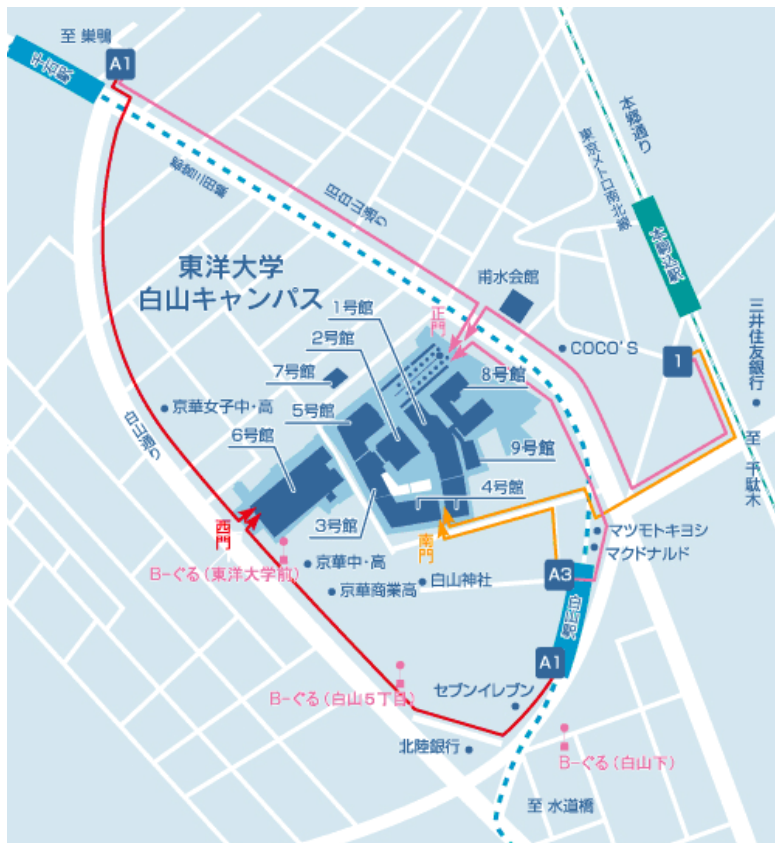 至 巣鴨
A1
千石駅
都営三田線
旧白山通り
本郷通り
東京メトロ南北線
本駒込駅
東洋大学
白山キャンパス
甫水会館
1号館
正門
2号館
COCO'S
三井住友銀行
1
7号館
8号館
京華女子中・高
5号館
白山通り
6号館
9号館
至 千駄木
4号館
西門
3号館
南門
マツモトキヨシ
マクドナルド
京華中・高
B-ぐる(東洋大学前)
A3
白山神社
京華商業高
白山駅
A1
セブンイレブン
B-ぐる(白山5丁目)
北陸銀行
B-ぐる(白山下)
至 水道橋